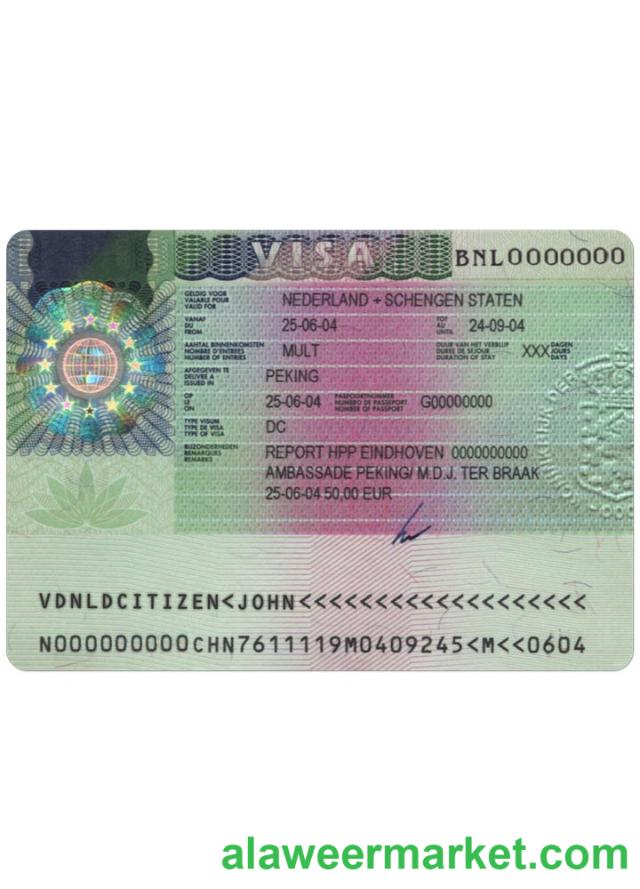 VISA
BNL0000000
GELDIG VOOR
VALABLE POUR
VALID FOR
NEDERLAND + SCHENGEN STATEN
VANAF
DU
FROM
25-06-04
TOT
AU
UNTIL
24-09-04
AANTAL BINNENKOMSTEN
NOMBRE D'ENTREES
NUMBER OF ENTRIES
MULT
DUUR VAN HET VERBLIJF
DUREE DE SEJOUR
DURATION OF STAY
XXX
DAGEN
JOURS
DAYS
AFGEGEVEN TE
DELIVRE A
ISSUED IN
PEKING
OP
LE
ON
25-06-04
PASPOORTNUMMER
NUMERO DE PASSEPORT
NUMBER OF PASSPORT
G00000000
TYPE VISUM
TYPE DE VISA
TYPE OF VISA
DC
BIJZONDERHEDEN
REMARQUES
REMARKS
REPORT HPP EINDHOVEN 0000000000
AMBASSADE PEKING/ M.D.J. TER BRAAK
25-06-04 50,00 EUR
VDNLDCITIZEN<JOHN<<<<<<<<<<<<<<<<<<<
N000000000CHN7611119M0409245<M<<0604
alaweermarket.com